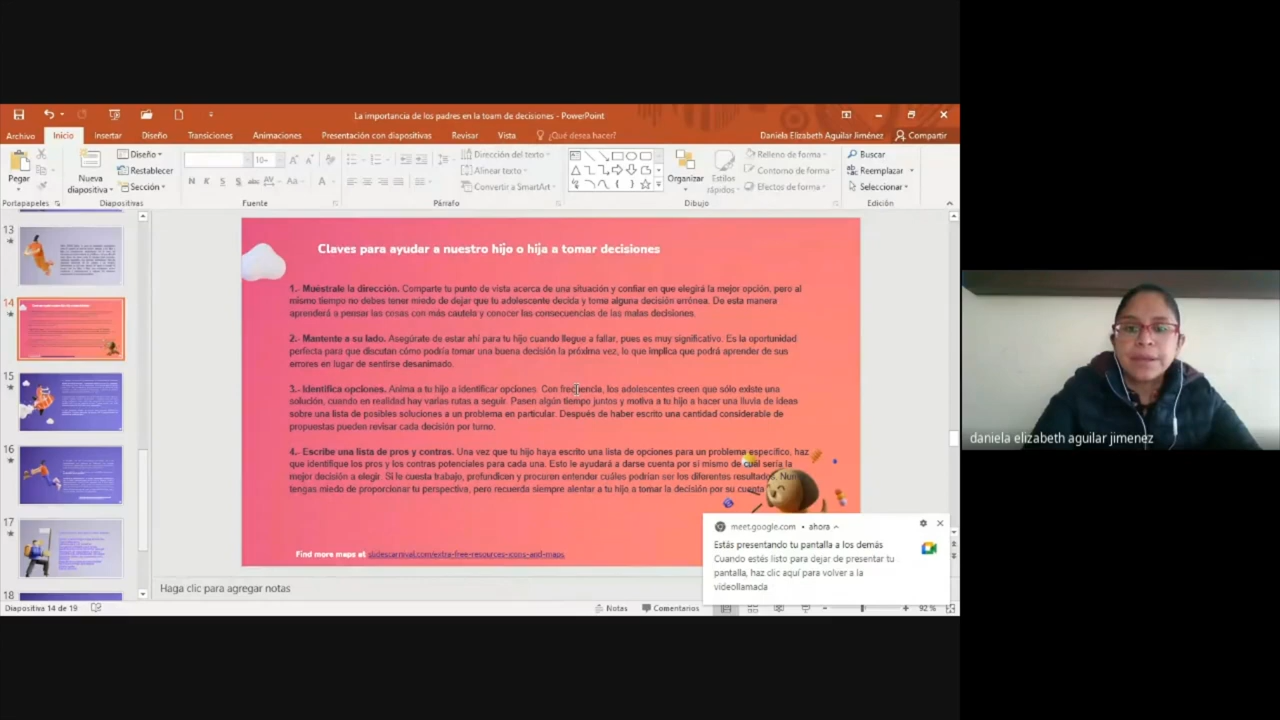 La importancia de los padres en la toam de decisiones - PowerPoint
Archivo Inicio Insertar Diseño Transiciones Animaciones Presentación con diapositivas Revisar Vista ¿Qué desea hacer? Daniela Elizabeth Aguilar Jiménez Compartir
Pegar
Nueva diapositiva
Diseño
Restablecer
Sección
10
N K S S abc AV Aa A
Dirección del texto
Alinear texto
Convertir a SmartArt
Organizar
Estilos rápidos
Relleno de forma
Contorno de forma
Efectos de forma
Buscar
Reemplazar
Seleccionar
Portapapeles Diapositivas Fuente Párrafo Dibujo Edición
13
14
15
16
17
18
Claves para ayudar a nuestro hijo o hija a tomar decisiones
1.- Muéstrale la dirección. Comparte tu punto de vista acerca de una situación y confiar en que elegirá la mejor opción, pero al
mismo tiempo no debes tener miedo de dejar que tu adolescente decida y toma alguna decisión errónea. De esta manera
aprenderá a pensar las cosas con más cautela y conocer las consecuencias de las malas decisiones.
2.- Mantente a su lado. Asegúrate de estar ahí para tu hijo cuando llegue a fallar, pues es muy significativo. Es la oportunidad
perfecta para que discutan cómo podría tomar una buena decisión la próxima vez, lo que implica que podrá aprender de sus
errores en lugar de sentirse desanimado.
3.- Identifica opciones. Anima a tu hijo a identificar opciones. Con frecuencia, los adolescentes creen que sólo existe una
solución, cuando en realidad hay varias rutas a seguir. Pasen algún tiempo juntos y motiva a tu hijo a hacer una lluvia de ideas
sobre una lista de posibles soluciones a un problema en particular. Después de haber escrito una cantidad considerable de
propuestas pueden revisar cada decisión por turno.
4.- Escribe una lista de pros y contras. Una vez que tu hijo haya escrito una lista de opciones para un problema específico, haz
que identifique los pros y los contras potenciales para cada una. Esto le ayudará a darse cuenta por sí mismo de cuál sería la
mejor decisión a elegir. Si le cuesta trabajo, profundicen y procuren entender cuáles podrían ser los diferentes resultados.
tengas miedo de proporcionar tu perspectiva, pero recuerda siempre alentar a tu hijo a tomar la decisión por su cuenta
Find more maps at slidescarnival.com/extra-free-resources-icons-and-maps
meet.google.com • ahora
Estás presentando tu pantalla a los demás
Cuando estés listo para dejar de presentar tu
pantalla, haz clic aquí para volver a la
videollamada
Haga clic para agregar notas
Diapositiva 14 de 19 Notas Comentarios 92 %
daniela elizabeth aguilar jimenez